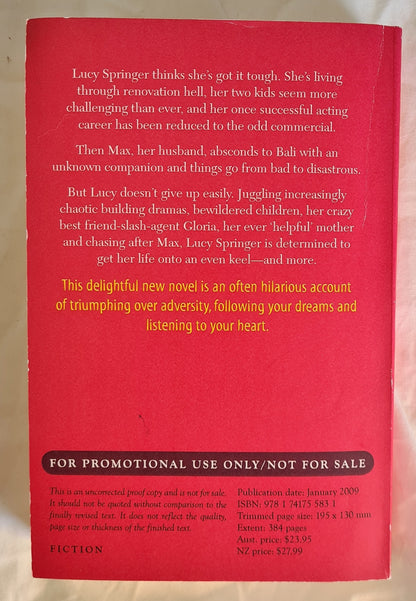 Lucy Springer thinks she’s got it tough. She’s living
through renovation hell, her two kids seem more
challenging than ever, and her once successful acting
career has been reduced to the odd commercial.
Then Max, her husband, absconds to Bali with an
unknown companion and things go from bad to disastrous.
But Lucy doesn’t give up easily. Juggling increasingly
chaotic building dramas, bewildered children, her crazy
best friend-slash-agent Gloria, her ever ‘helpful’ mother
and chasing after Max, Lucy Springer is determined to
get her life onto an even keel—and more.
This delightful new novel is an often hilarious account
of triumphing over adversity, following your dreams and
listening to your heart.
FOR PROMOTIONAL USE ONLY/NOT FOR SALE
This is an uncorrected proof copy and is not for sale.
It should not be quoted without comparison to the
finally revised text. It does not reflect the quality,
page size or thickness of the finished text.
FICTION
Publication date: January 2009
ISBN: 978 1 74175 583 1
Trimmed page size: 195 x 130 mm
Extent: 384 pages
Aust. price: $23.95
NZ price: $27.99